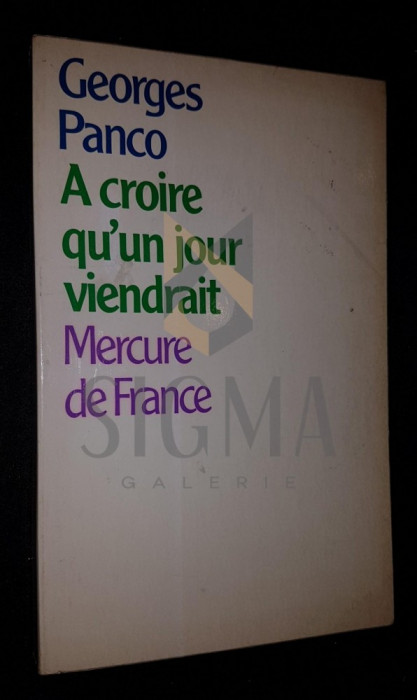 Georges
Panco
A croire
qu'un jour
viendrait
Mercure
de France
SIGMA
GALERIE